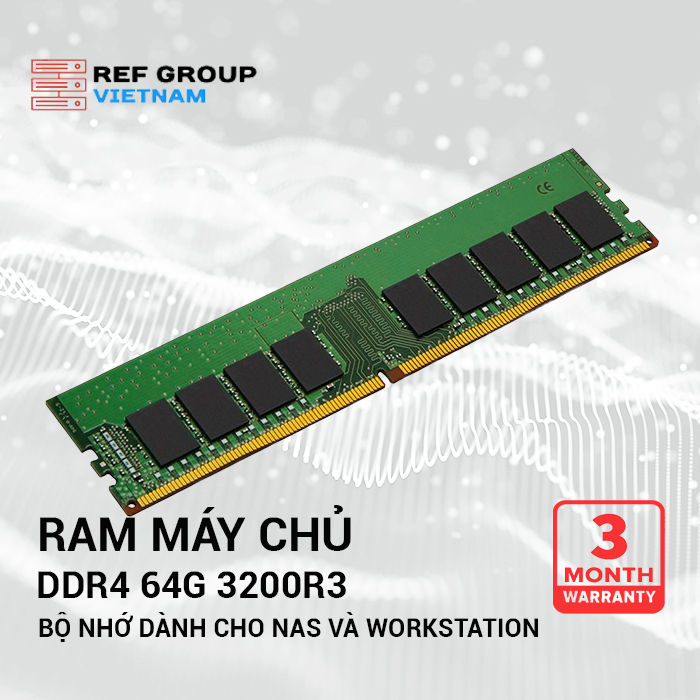 REF GROUP
VIETNAM
CE
RAM MÁY CHỦ
DDR4 64G 3200R3
BỘ NHỚ DÀNH CHO NAS VÀ WORKSTATION
3
MONTH
WARRANTY